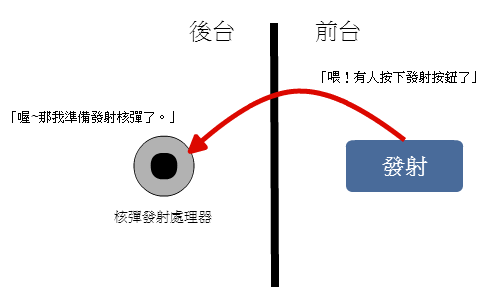 後台
前台
「喂！有人按下發射按鈕了」
「喔~那我準備發射核彈了。」
發射
核彈發射處理器